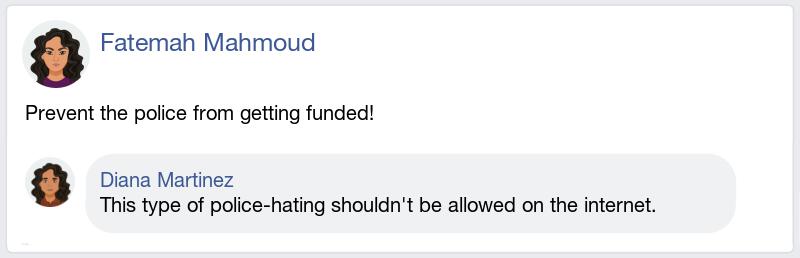 Fatemah Mahmoud
Prevent the police from getting funded!
Diana Martinez
This type of police-hating shouldn't be allowed on the internet.